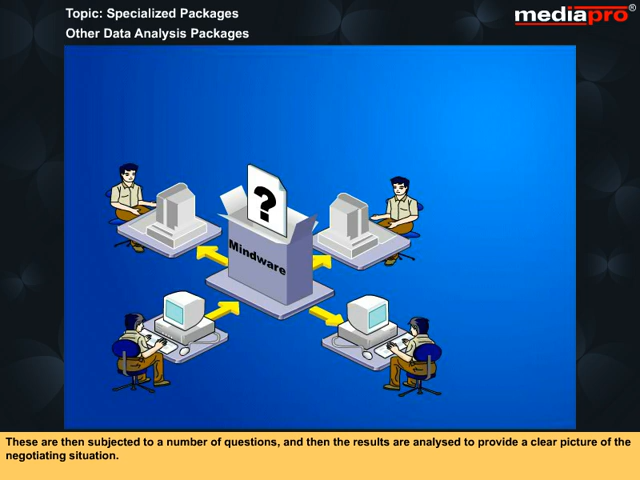 Topic: Specialized Packages
Other Data Analysis Packages
mediapro®
?
Mindware
These are then subjected to a number of questions, and then the results are analysed to provide a clear picture of the
negotiating situation.